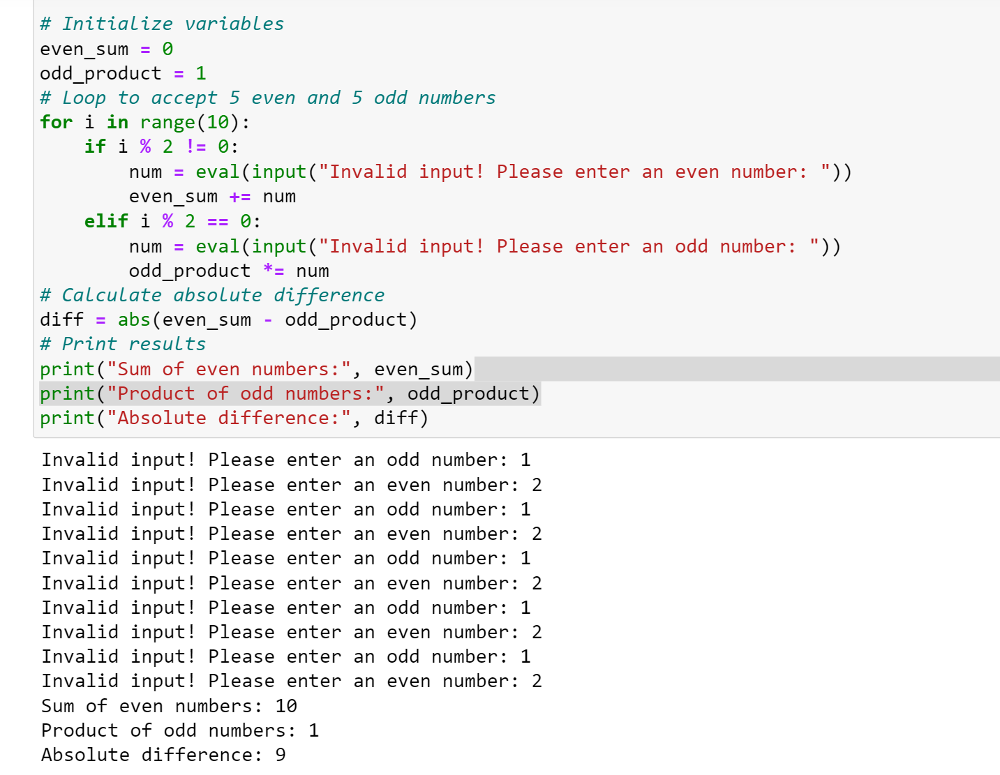 # Initialize variables
even_sum = 0
odd_product = 1
# Loop to accept 5 even and 5 odd numbers
for i in range(10):
    if i % 2 != 0:
        num = eval(input("Invalid input! Please enter an even number: "))
        even_sum += num
    elif i % 2 == 0:
        num = eval(input("Invalid input! Please enter an odd number: "))
        odd_product *= num
# Calculate absolute difference
diff = abs(even_sum - odd_product)
# Print results
print("Sum of even numbers:", even_sum)
print("Product of odd numbers:", odd_product)
print("Absolute difference:", diff)
Invalid input! Please enter an odd number: 1
Invalid input! Please enter an even number: 2
Invalid input! Please enter an odd number: 1
Invalid input! Please enter an even number: 2
Invalid input! Please enter an odd number: 1
Invalid input! Please enter an even number: 2
Invalid input! Please enter an odd number: 1
Invalid input! Please enter an even number: 2
Invalid input! Please enter an odd number: 1
Invalid input! Please enter an even number: 2
Sum of even numbers: 10
Product of odd numbers: 1
Absolute difference: 9